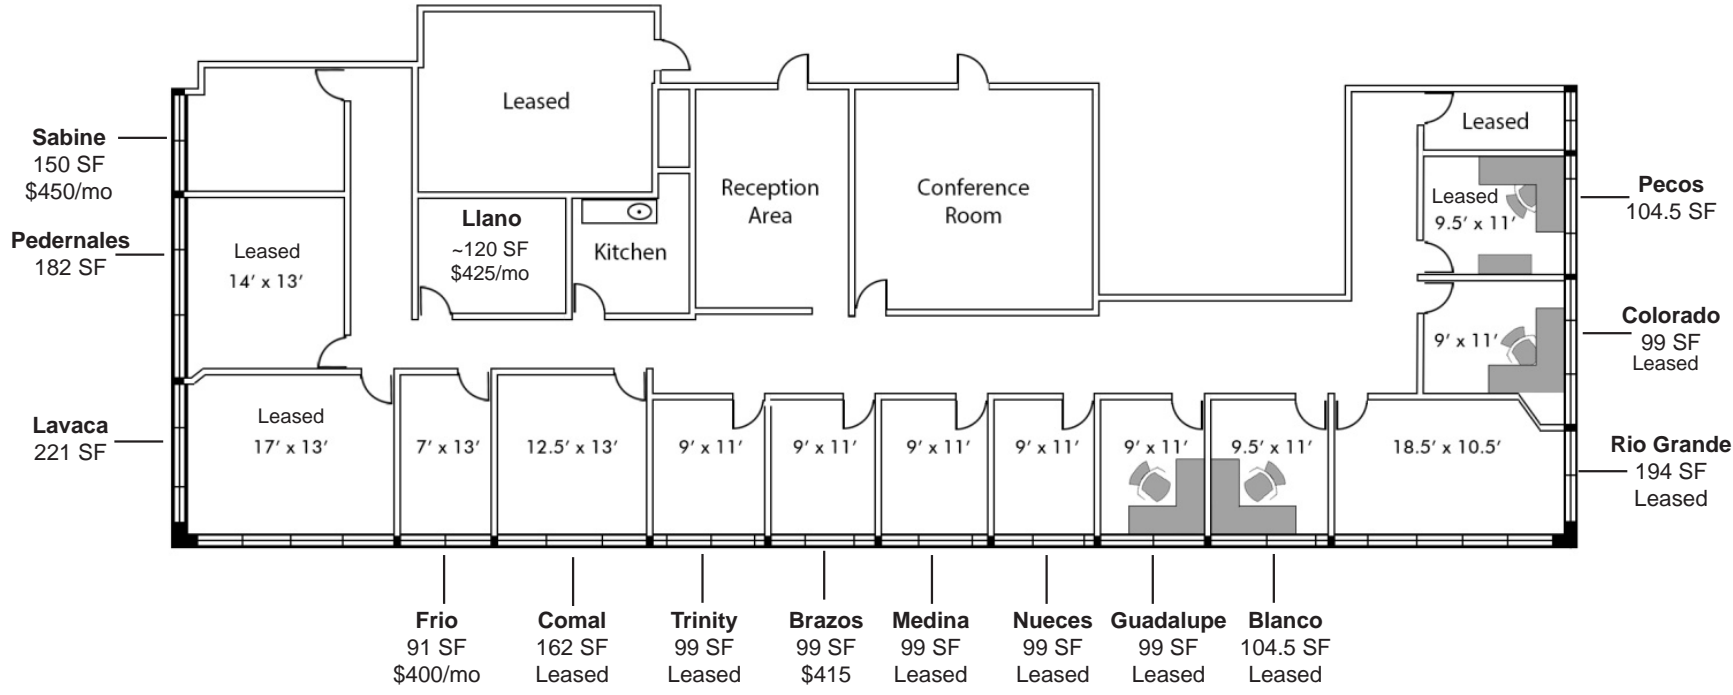 Leased
Leased
Sabine
150 SF
$450/mo
Pedernales
182 SF
Leased
14’ x 13’
Llano
~120 SF
$425/mo
Kitchen
Reception
Area
Conference
Room
Leased
9.5’ x 11’
Pecos
104.5 SF
9’ x 11’
Colorado
99 SF
Leased
Lavaca
221 SF
Leased
17’ x 13’
7’ x 13’
12.5’ x 13’
9’ x 11’
9’ x 11’
9’ x 11’
9’ x 11’
9’ x 11’
9.5’ x 11’
18.5’ x 10.5’
Rio Grande
194 SF
Leased
Frio
91 SF
$400/mo
Comal
162 SF
Leased
Trinity
99 SF
Leased
Brazos
99 SF
$415
Medina
99 SF
Leased
Nueces
99 SF
Leased
Guadalupe
99 SF
Leased
Blanco
104.5 SF
Leased